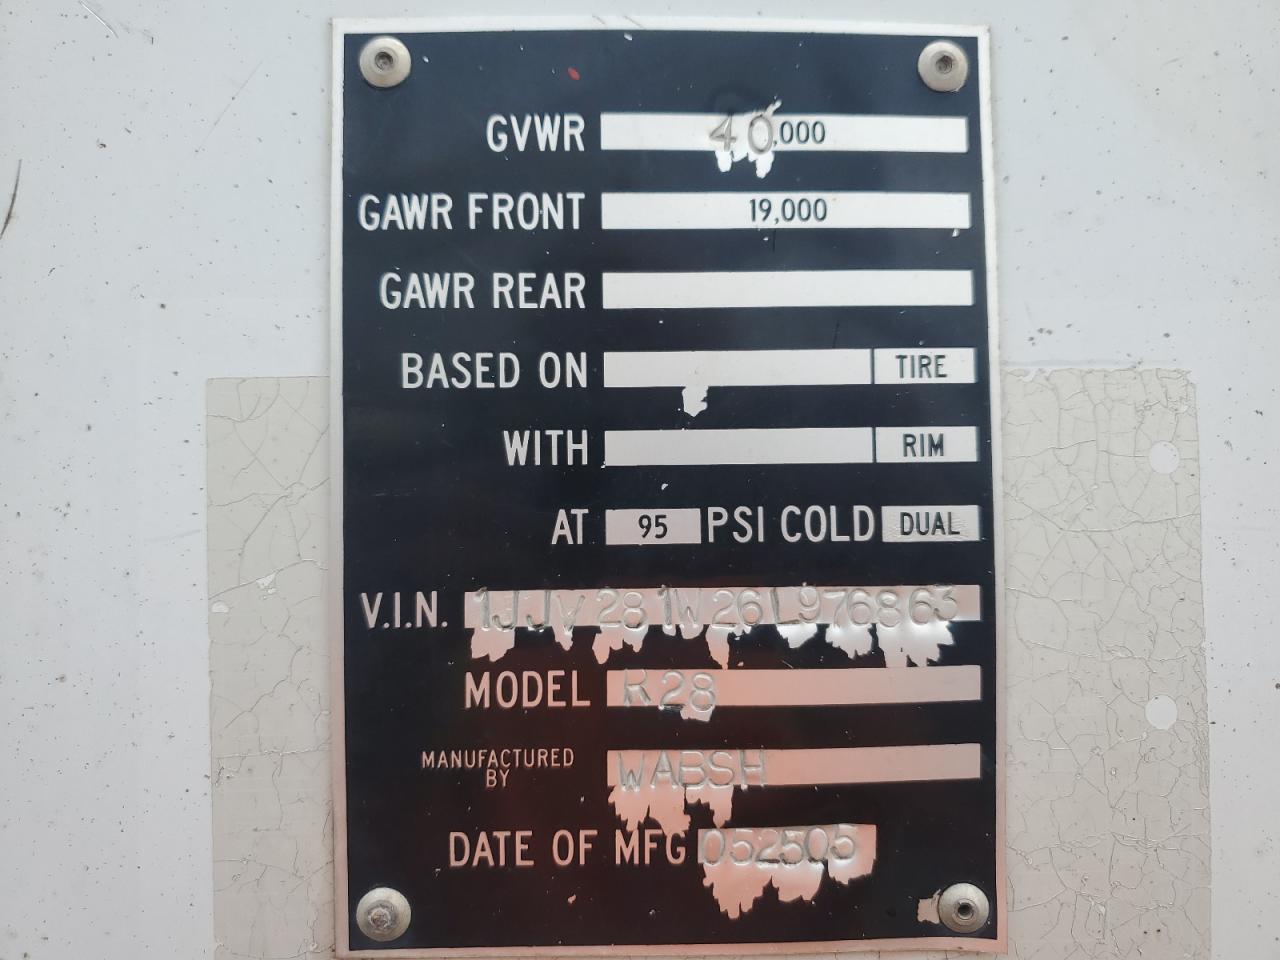 GVWR 40,000
GAWR FRONT 19,000
GAWR REAR
BASED ON TIRE
WITH RIM
AT 95 PSI COLD DUAL
V.I.N. 1JJV281W26L976863
MODEL R28
MANUFACTURED
BY WABSH
DATE OF MFG 052505